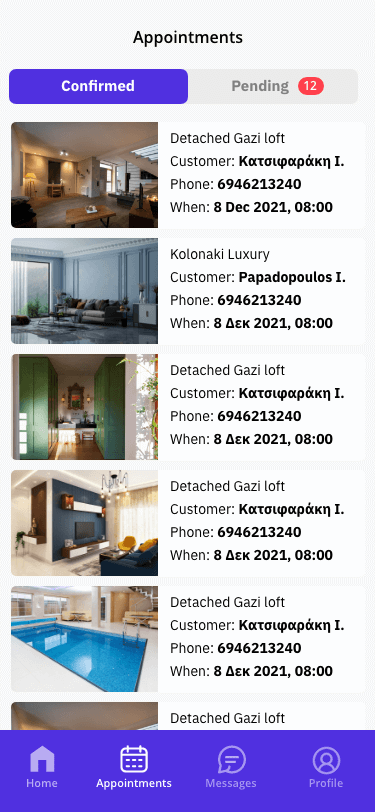 Appointments
Confirmed
Pending 12
Detached Gazi loft
Customer: Κατσιφαράκη Ι.
Phone: 6946213240
When: 8 Dec 2021, 08:00
Kolonaki Luxury
Customer: Papadopoulos I.
Phone: 6946213240
When: 8 Δεκ 2021, 08:00
Detached Gazi loft
Customer: Κατσιφαράκη Ι.
Phone: 6946213240
When: 8 Δεκ 2021, 08:00
Detached Gazi loft
Customer: Κατσιφαράκη Ι.
Phone: 6946213240
When: 8 Δεκ 2021, 08:00
Detached Gazi loft
Customer: Κατσιφαράκη Ι.
Phone: 6946213240
When: 8 Δεκ 2021, 08:00
Detached Gazi loft
Home
Appointments
Messages
Profile